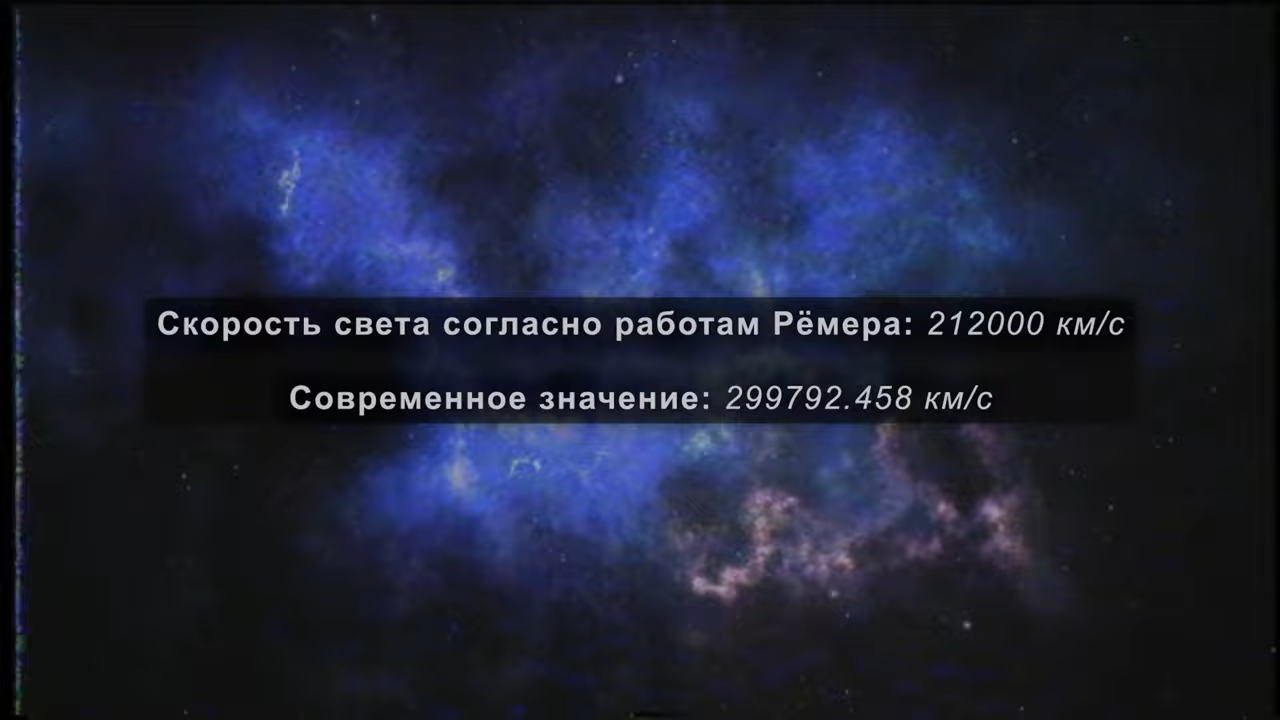 Скорость света согласно работам Рёмера: 212000 км/с
Современное значение: 299792.458 км/с